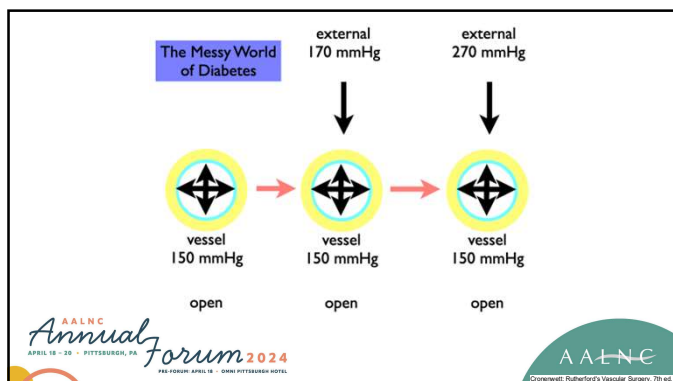 The Messy World
of Diabetes
external
170 mmHg
external
270 mmHg
vessel
150 mmHg
vessel
150 mmHg
vessel
150 mmHg
open
open
open
AALNC
Annual
Forum 2024
APRIL 18 - 20 • PITTSBURGH, PA
PRE-FORUM: APRIL 18 • OMNI PITTSBURGH HOTEL
AALNC
Cronenwett: Rutherford's Vascular Surgery, 7th ed.